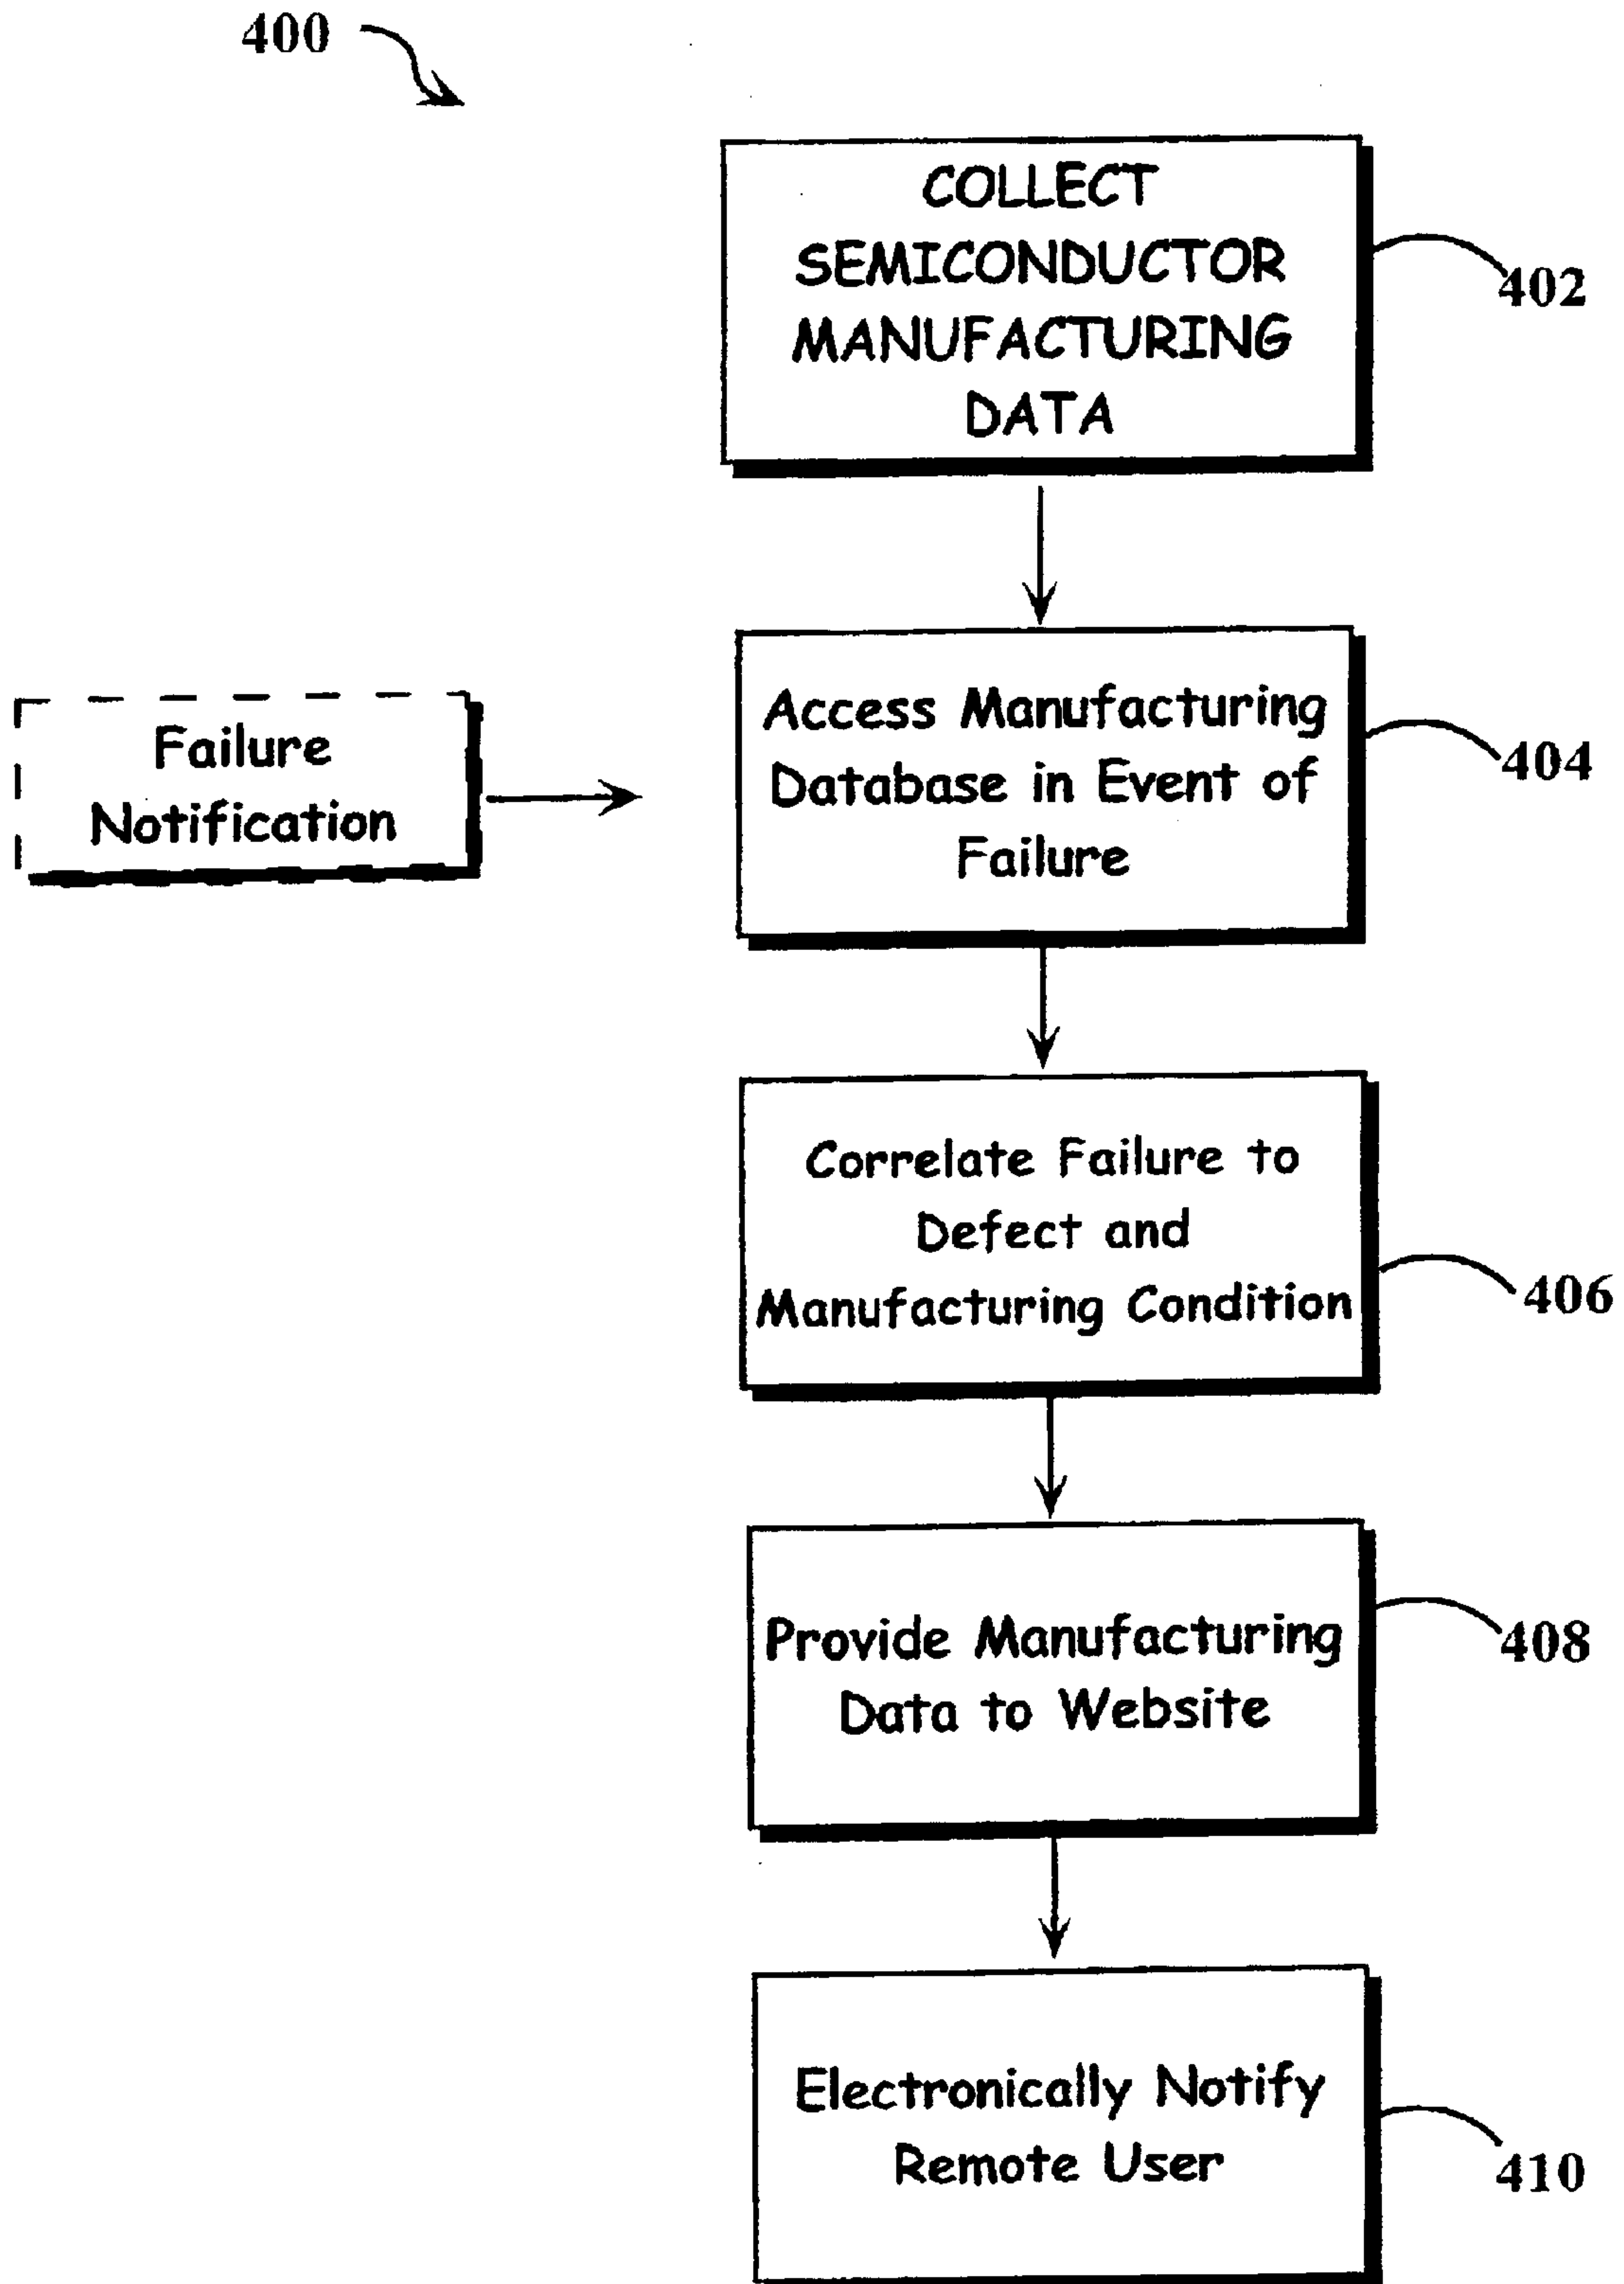 400
COLLECT
SEMICONDUCTOR
MANUFACTURING
DATA
402
Failure
Notification
Access Manufacturing
Database in Event of
Failure
404
Correlate Failure to
Defect and
Manufacturing Condition
406
Provide Manufacturing
Data to Website
408
Electronically Notify
Remote User
410